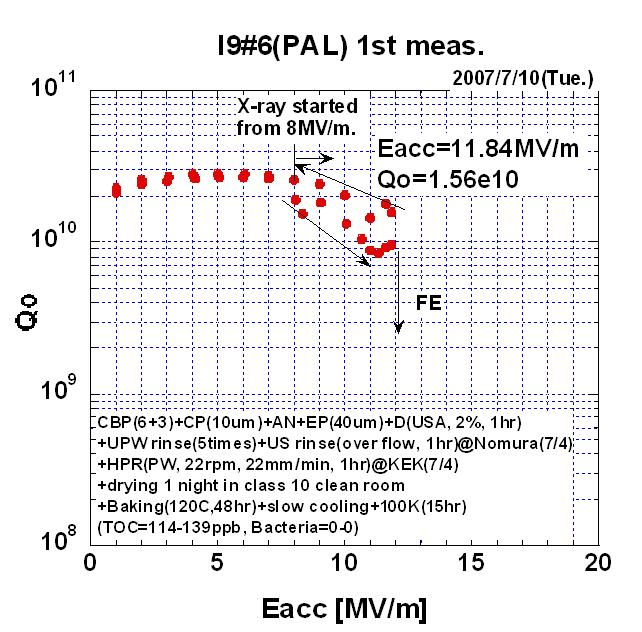 I9#6(PAL) 1st meas.
2007/7/10(Tue.)
10^11
X-ray started
from 8MV/m.
Eacc=11.84MV/m
Qo=1.56e10
10^10
FE
Qo
10^9
CBP(6+3)+CP(10um)+AN+EP(40um)+D(USA, 2%, 1hr)
+UPW rinse(5times)+US rinse(over flow, 1hr)@Nomura(7/4)
+HPR(PW, 22rpm, 22mm/min, 1hr)@KEK(7/4)
+drying 1 night in class 10 clean room
+Baking(120C,48hr)+slow cooling+100K(15hr)
(TOC=114-139ppb, Bacteria=0-0)
10^8
0 5 10 15 20
Eacc [MV/m]